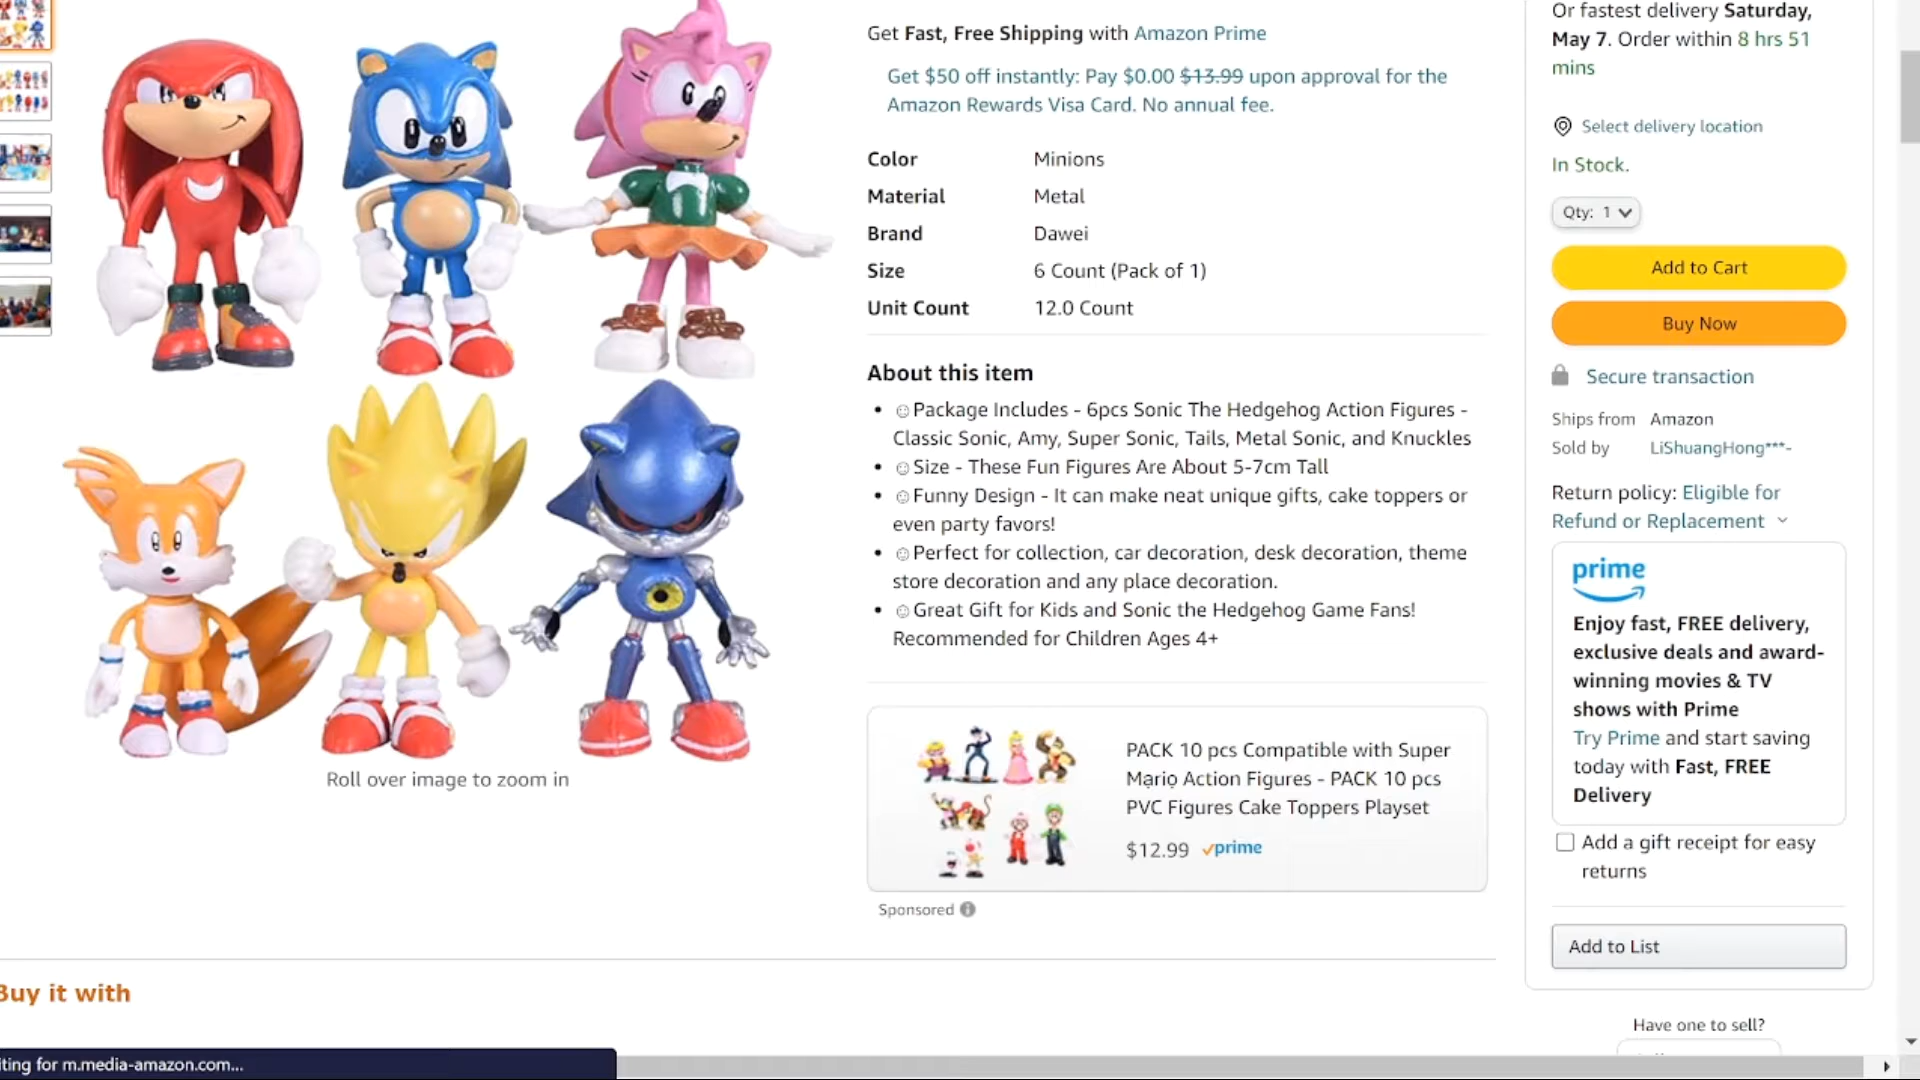 Get Fast, Free Shipping with Amazon Prime
Get $50 off instantly: Pay $0.00 $13.99 upon approval for the
Amazon Rewards Visa Card. No annual fee.
Color Minions
Material Metal
Brand Dawei
Size 6 Count (Pack of 1)
Unit Count 12.0 Count
About this item
• ☺Package Includes - 6pcs Sonic The Hedgehog Action Figures -
Classic Sonic, Amy, Super Sonic, Tails, Metal Sonic, and Knuckles
• ☺Size - These Fun Figures Are About 5-7cm Tall
• ☺Funny Design - It can make neat unique gifts, cake toppers or
even party favors!
• ☺Perfect for collection, car decoration, desk decoration, theme
store decoration and any place decoration.
• ☺Great Gift for Kids and Sonic the Hedgehog Game Fans!
Recommended for Children Ages 4+
Roll over image to zoom in
PACK 10 pcs Compatible with Super
Mạrịo Action Figures - PACK 10 pcs
PVC Figures Cake Toppers Playset
$12.99 prime
Sponsored
Buy it with
iting for m.media-amazon.com...
Or fastest delivery Saturday,
May 7. Order within 8 hrs 51
mins
Select delivery location
In Stock.
Qty: 1
Add to Cart
Buy Now
Secure transaction
Ships from Amazon
Sold by LiShuangHong***-
Return policy: Eligible for
Refund or Replacement
prime
Enjoy fast, FREE delivery,
exclusive deals and award-
winning movies & TV
shows with Prime
Try Prime and start saving
today with Fast, FREE
Delivery
Add a gift receipt for easy
returns
Add to List
Have one to sell?